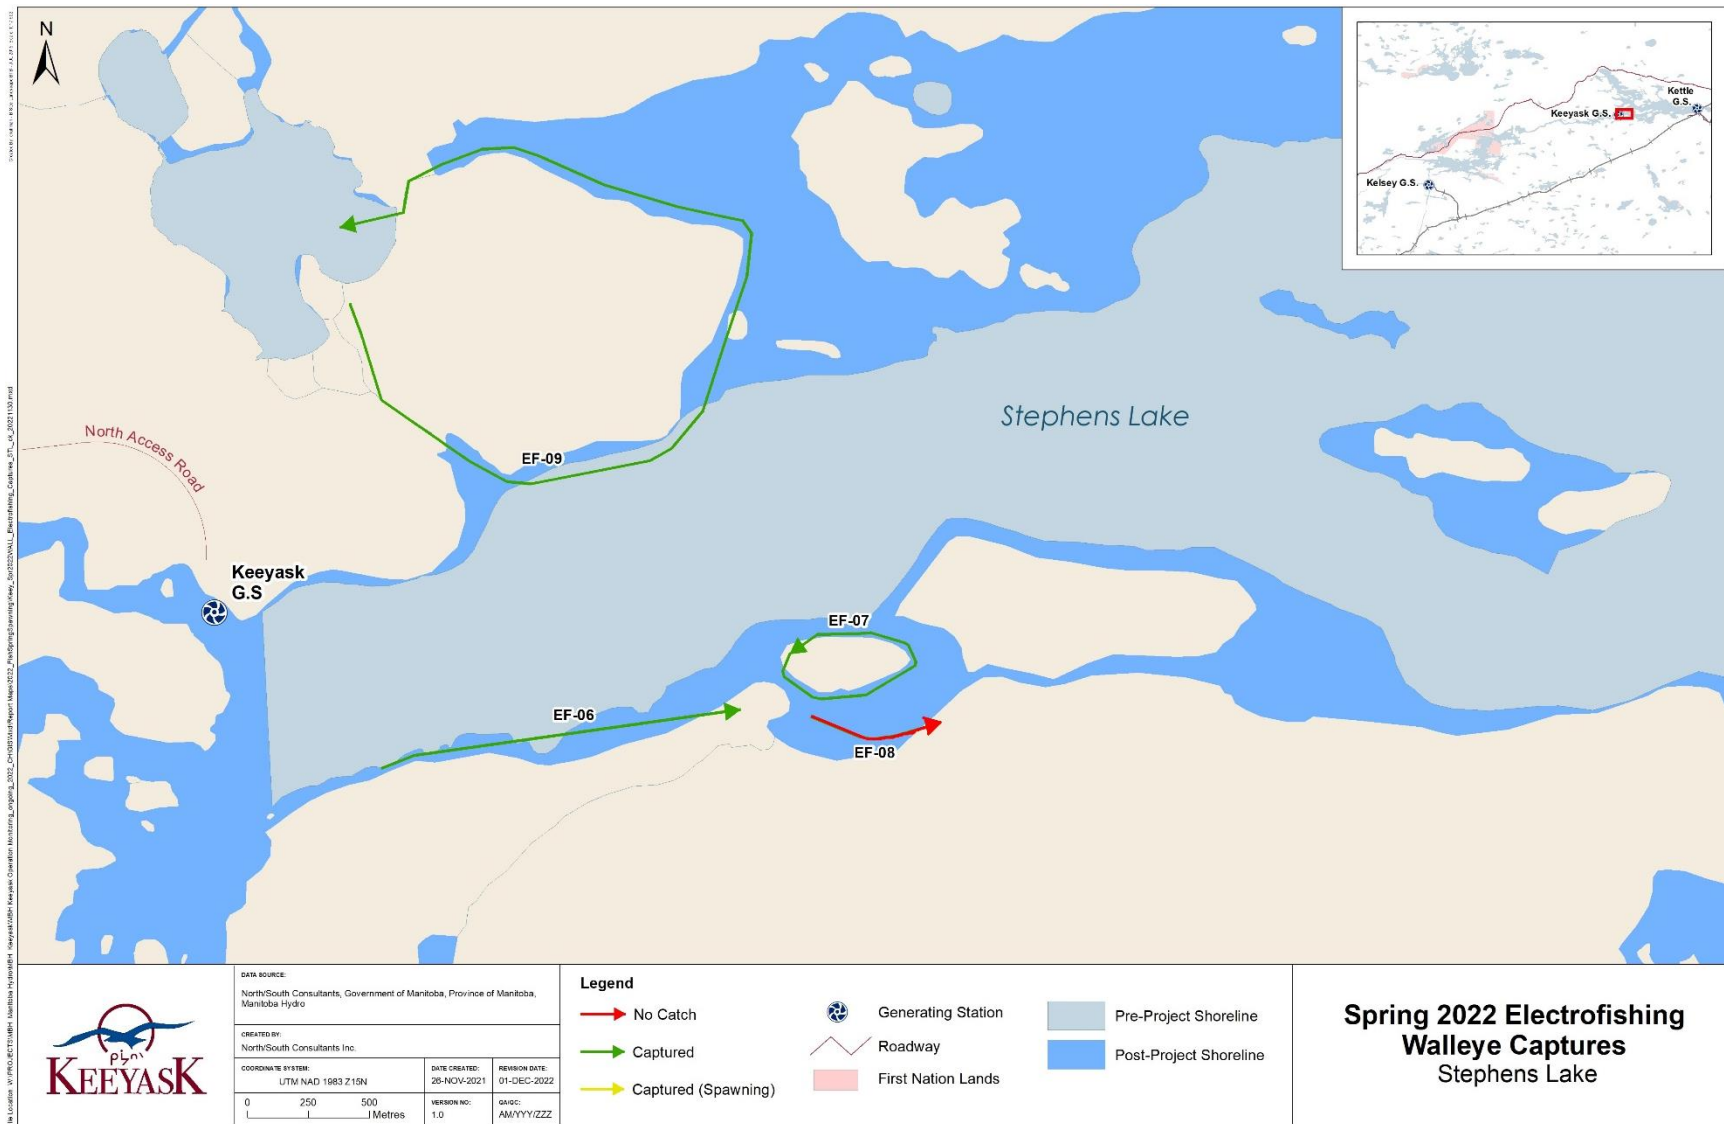 N
Kettle
G.S.
Keeyask G.S.
Kelsey G.S.
Stephens Lake
North Access Road
EF-09
Keeyask
G.S
EF-07
EF-06
EF-08
KEEYASK
DATA SOURCE:
North/South Consultants, Government of Manitoba, Province of Manitoba,
Manitoba Hydro
CREATED BY:
North/South Consultants Inc.
COORDINATE SYSTEM:
UTM NAD 1983 Z15N
DATE CREATED:
26-NOV-2021
REVISION DATE:
01-DEC-2022
0 250 500
Metres
VERSION NO:
1.0
QA/QC:
AM/YYY/ZZZ
Legend
No Catch
Captured
Captured (Spawning)
Generating Station
Roadway
First Nation Lands
Pre-Project Shoreline
Post-Project Shoreline
Spring 2022 Electrofishing
Walleye Captures
Stephens Lake